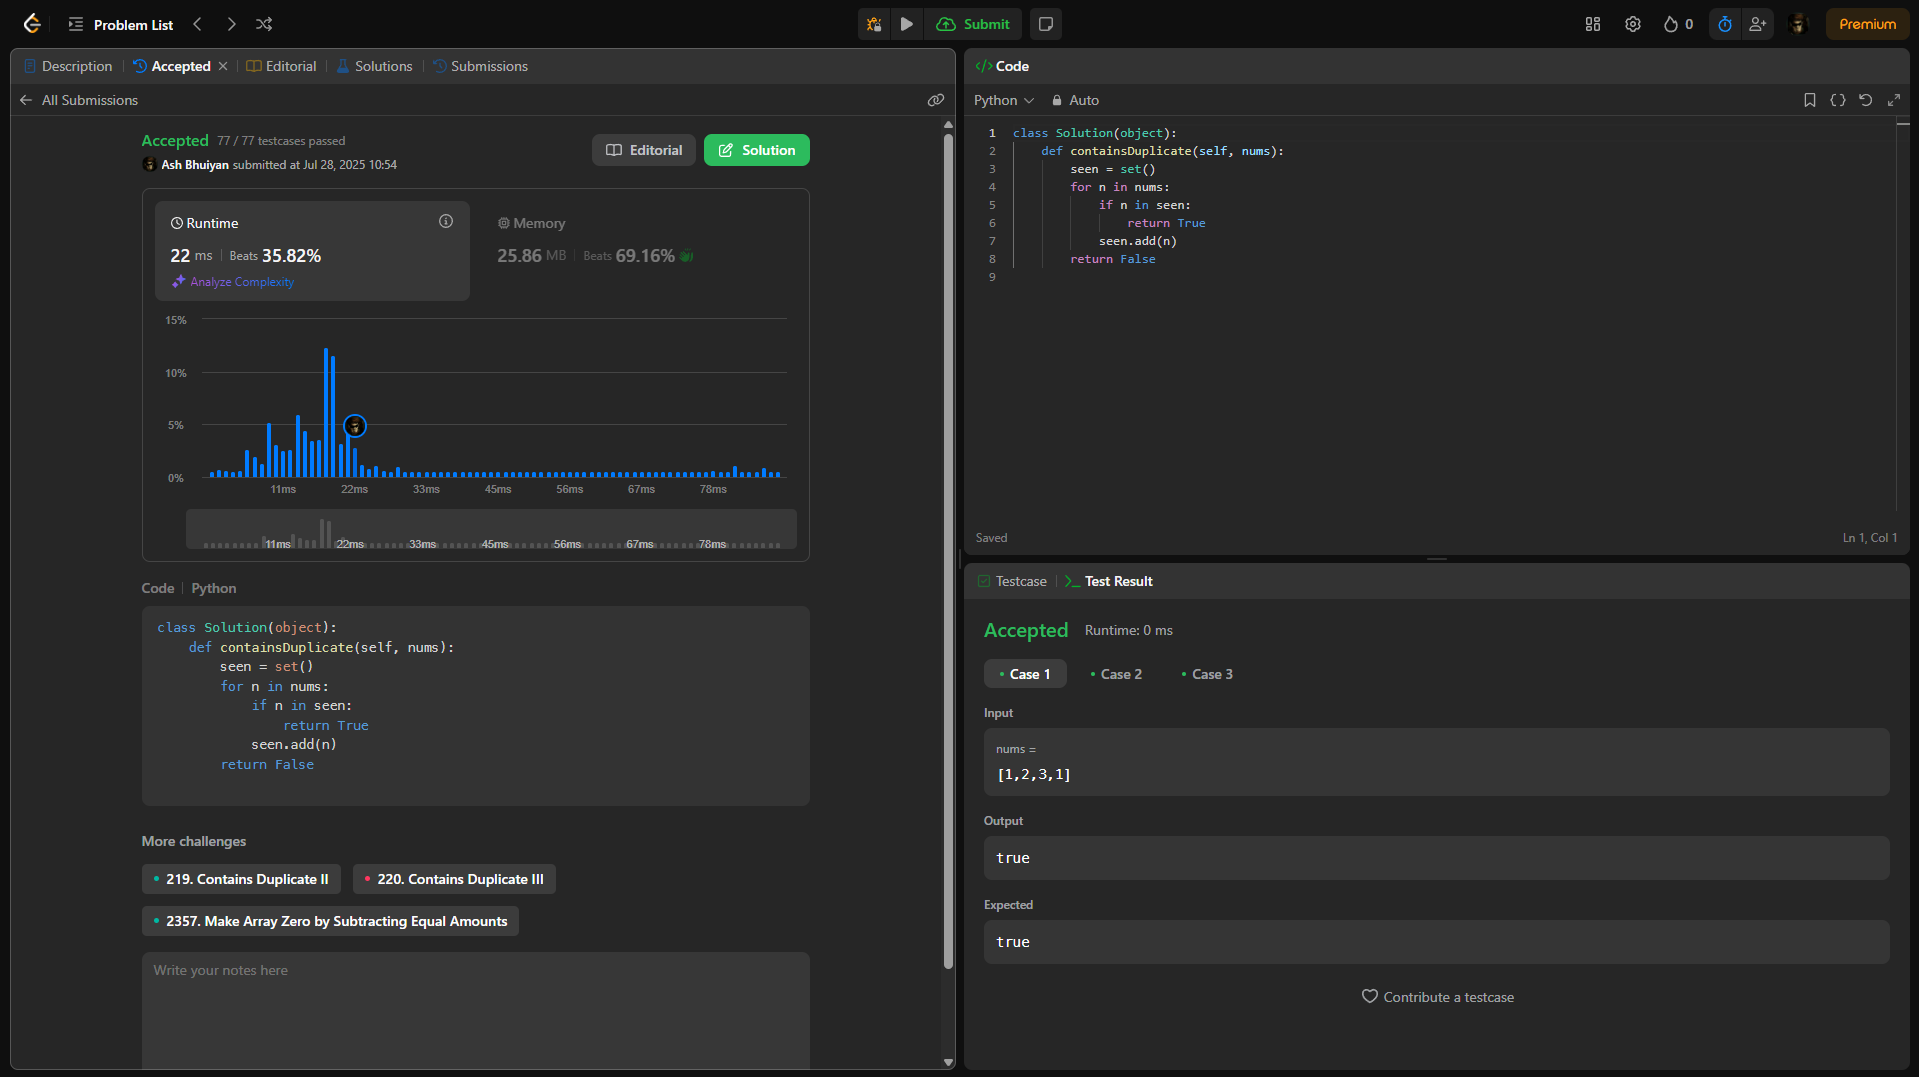 Problem List
Submit
0
Premium
Description
Accepted
Editorial
Solutions
Submissions
All Submissions
Accepted 77 / 77 testcases passed
Ash Bhuiyan submitted at Jul 28, 2025 10:54
Editorial
Solution
Runtime
22 ms Beats 35.82%
Analyze Complexity
Memory
25.86 MB Beats 69.16%
15%
10%
5%
0%
11ms 22ms 33ms 45ms 56ms 67ms 78ms
11ms 22ms 33ms 45ms 56ms 67ms 78ms
Code Python
class Solution(object):
    def containsDuplicate(self, nums):
        seen = set()
        for n in nums:
            if n in seen:
                return True
            seen.add(n)
        return False
More challenges
219. Contains Duplicate II
220. Contains Duplicate III
2357. Make Array Zero by Subtracting Equal Amounts
Write your notes here
</> Code
Python Auto
1 class Solution(object):
2     def containsDuplicate(self, nums):
3         seen = set()
4         for n in nums:
5             if n in seen:
6                 return True
7             seen.add(n)
8         return False
9
Saved
Ln 1, Col 1
Testcase
Test Result
Accepted Runtime: 0 ms
Case 1 Case 2 Case 3
Input
nums =
[1,2,3,1]
Output
true
Expected
true
Contribute a testcase